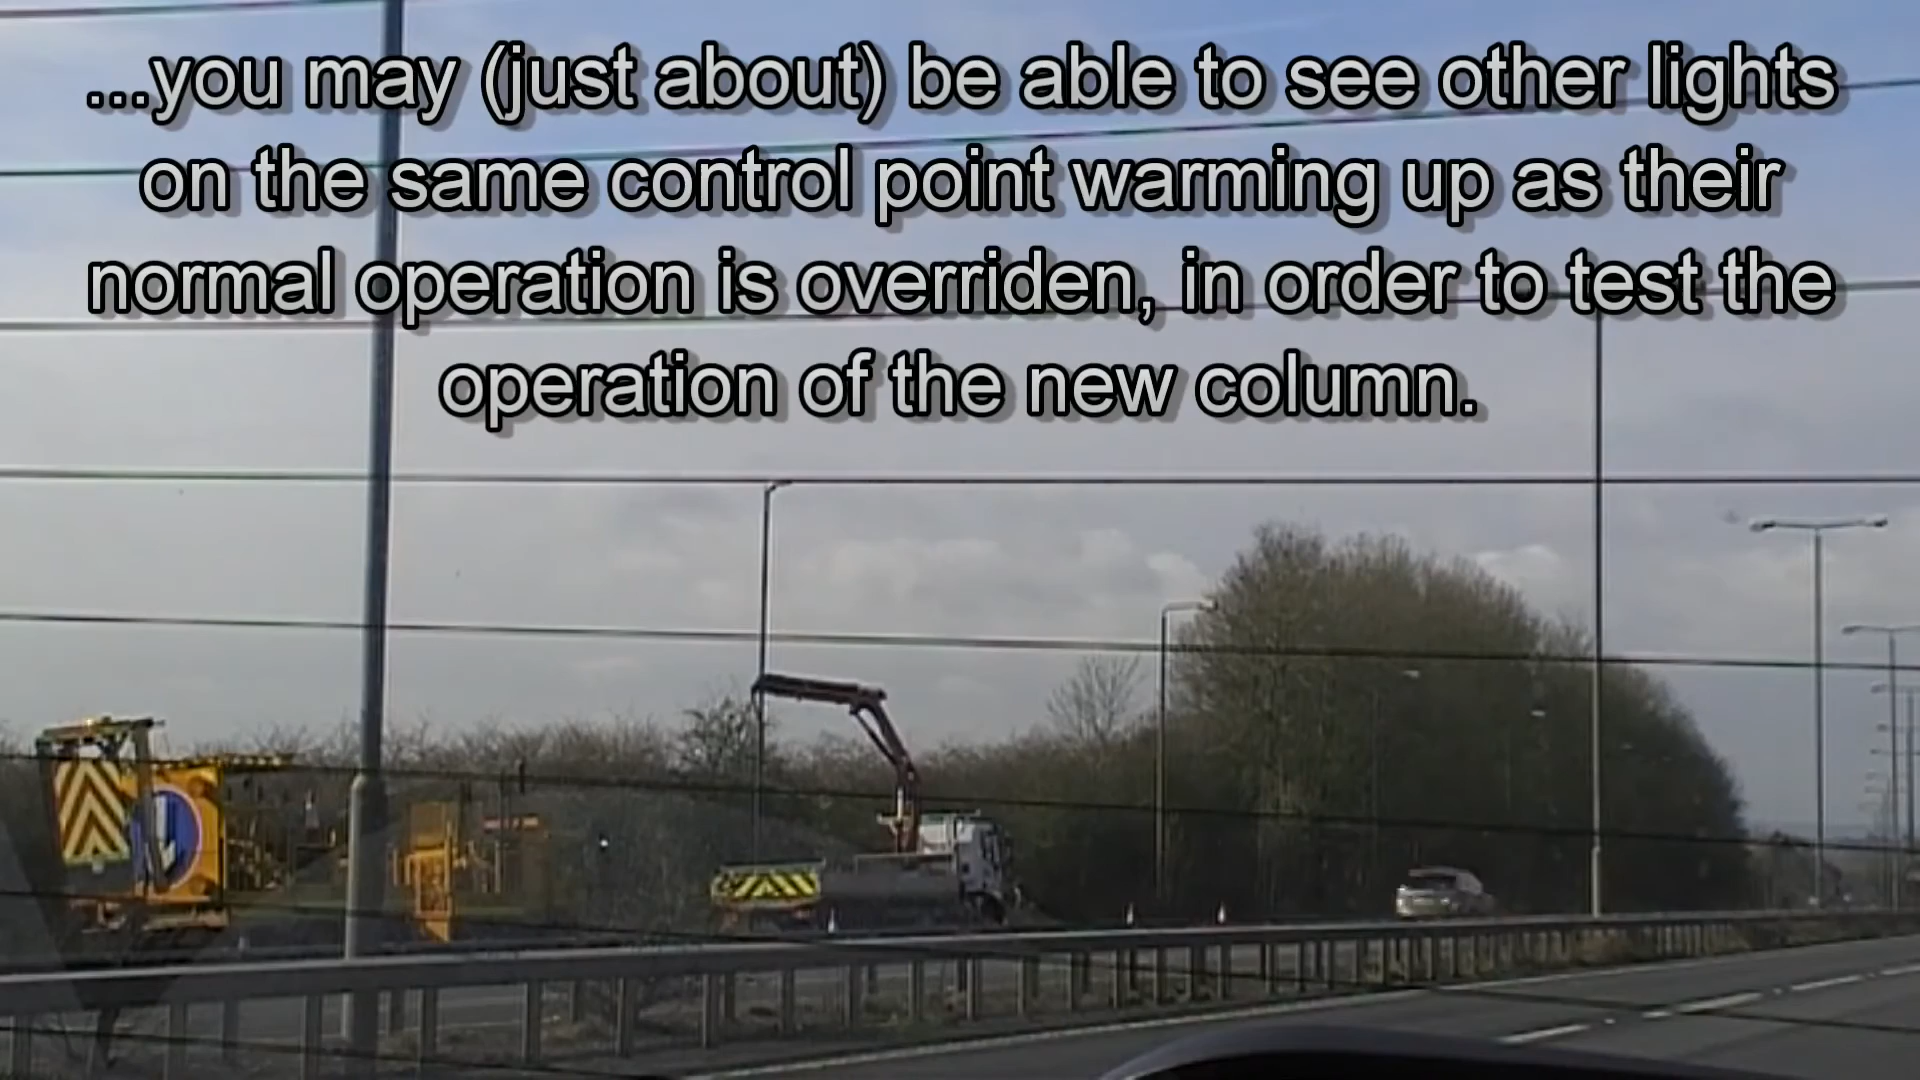 ...you may (just about) be able to see other lights
on the same control point warming up as their
normal operation is overriden, in order to test the
operation of the new column.